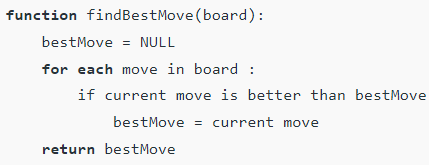 function findBestMove(board):
bestMove = NULL
for each move in board :
if current move is better than bestMove
bestMove = current move
return bestMove